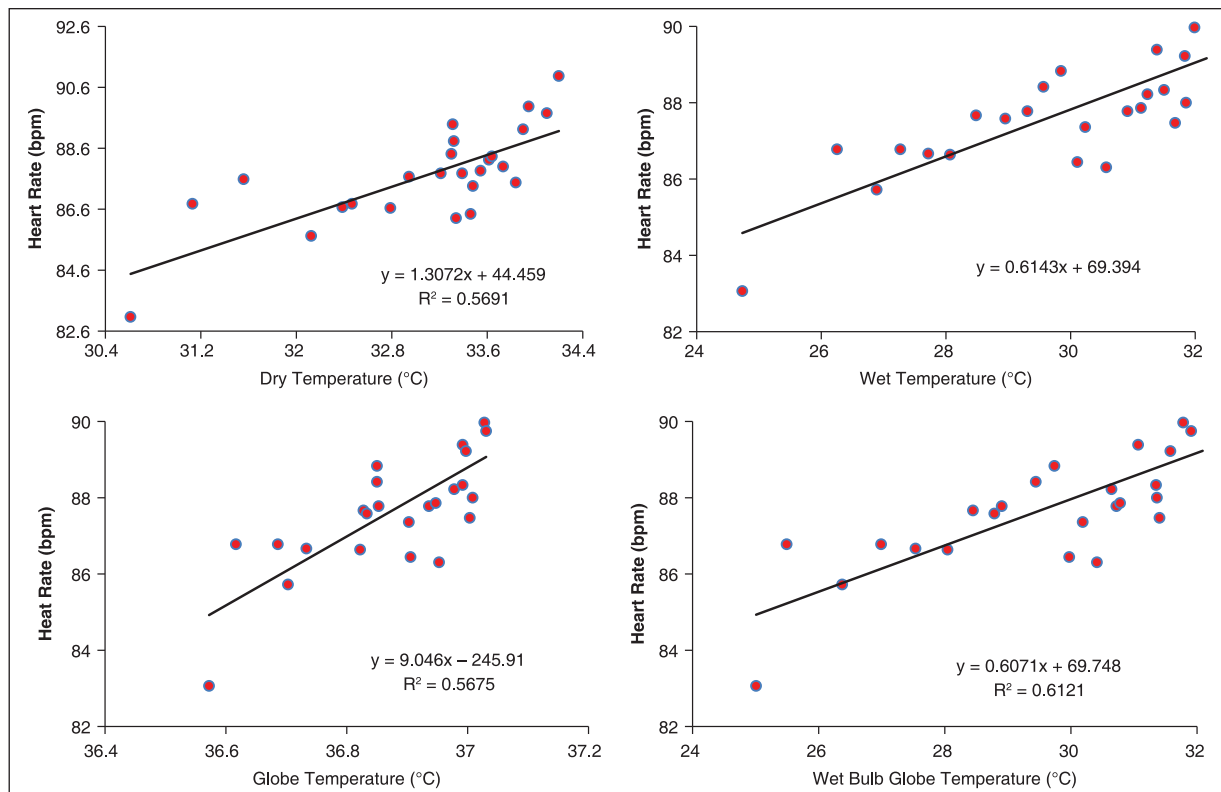 92.6
90.6
88.6
86.6
84.6
82.6
30.4 31.2 32 32.8 33.6 34.4
Heart Rate (bpm)
Dry Temperature (°C)
y = 1.3072x + 44.459
R² = 0.5691
90
88
86
84
82
24 26 28 30 32
Heart Rate (bpm)
Wet Temperature (°C)
y = 0.6143x + 69.394
90
88
86
84
82
36.4 36.6 36.8 37 37.2
Heat Rate (bpm)
Globe Temperature (°C)
y = 9.046x – 245.91
R² = 0.5675
90
88
86
84
82
24 26 28 30 32
Heart Rate (bpm)
Wet Bulb Globe Temperature (°C)
y = 0.6071x + 69.748
R² = 0.6121